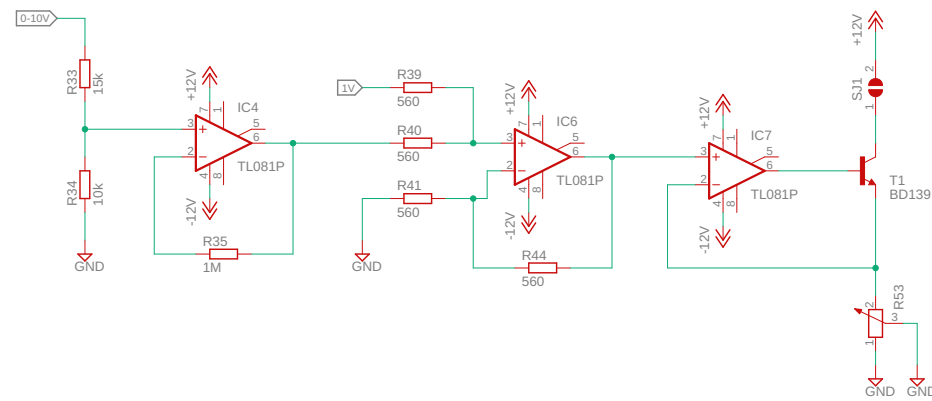 0-10V
R33
15k
R34
10k
GND
+12V
7
1
IC4
3
+
5
6
2
-
TL081P
4
8
-12V
R35
1M
1V
R39
560
R40
560
R41
560
GND
+12V
7
1
IC6
3
+
5
6
2
-
TL081P
4
8
-12V
R44
560
+12V
7
1
IC7
3
+
5
6
2
-
TL081P
4
8
-12V
+12V
2
SJ1
1
T1
BD139
R53
2
3
1
GND
GND